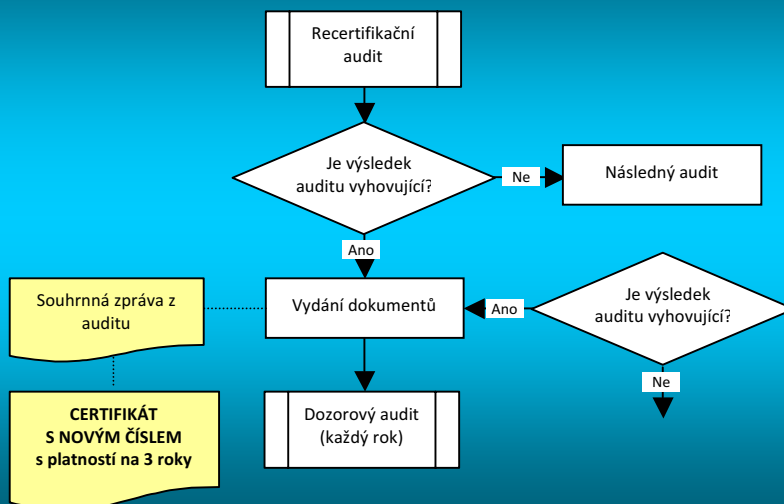 Recertifikační
audit
Je výsledek
auditu vyhovující?
Ne
Následný audit
Ano
Souhrnná zpráva z
auditu
Vydání dokumentů
Ano
Je výsledek
auditu vyhovující?
Ne
CERTIFIKÁT
S NOVÝM ČÍSLEM
s platností na 3 roky
Dozorový audit
(každý rok)